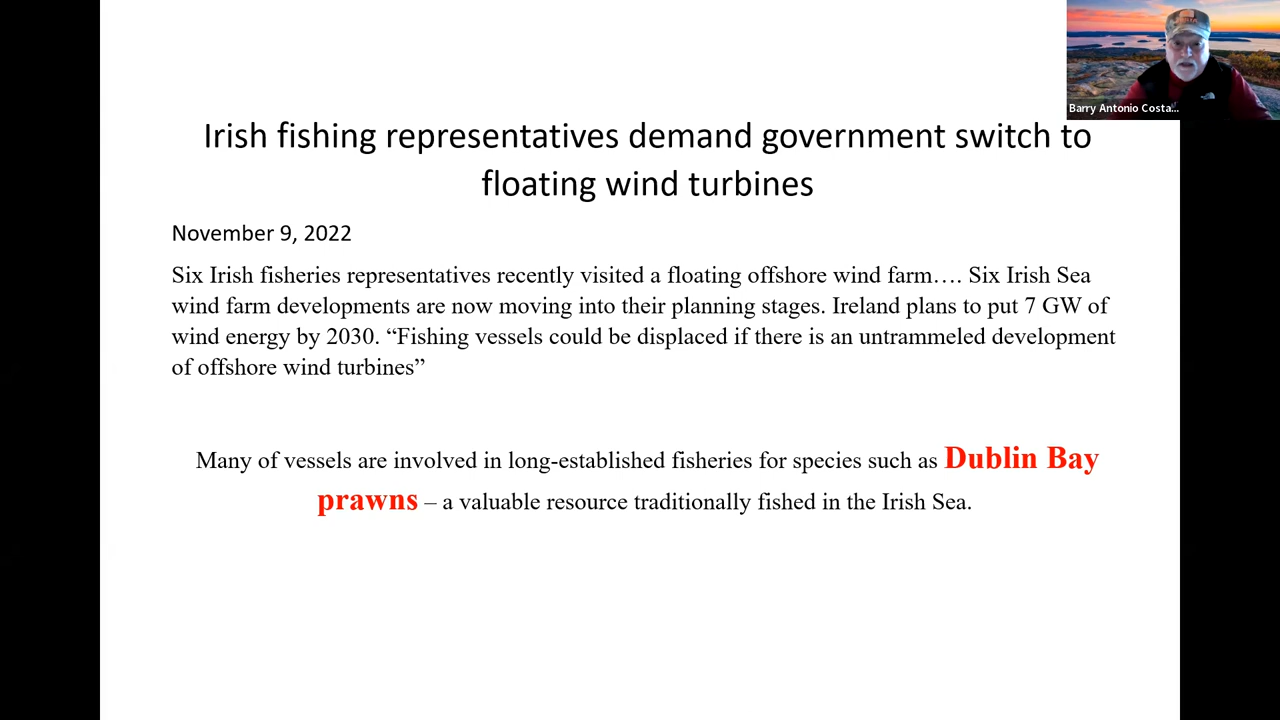 Barry Antonio Costa...
Irish fishing representatives demand government switch to
floating wind turbines
November 9, 2022
Six Irish fisheries representatives recently visited a floating offshore wind farm…. Six Irish Sea
wind farm developments are now moving into their planning stages. Ireland plans to put 7 GW of
wind energy by 2030. “Fishing vessels could be displaced if there is an untrammeled development
of offshore wind turbines”
Many of vessels are involved in long-established fisheries for species such as Dublin Bay
prawns – a valuable resource traditionally fished in the Irish Sea.